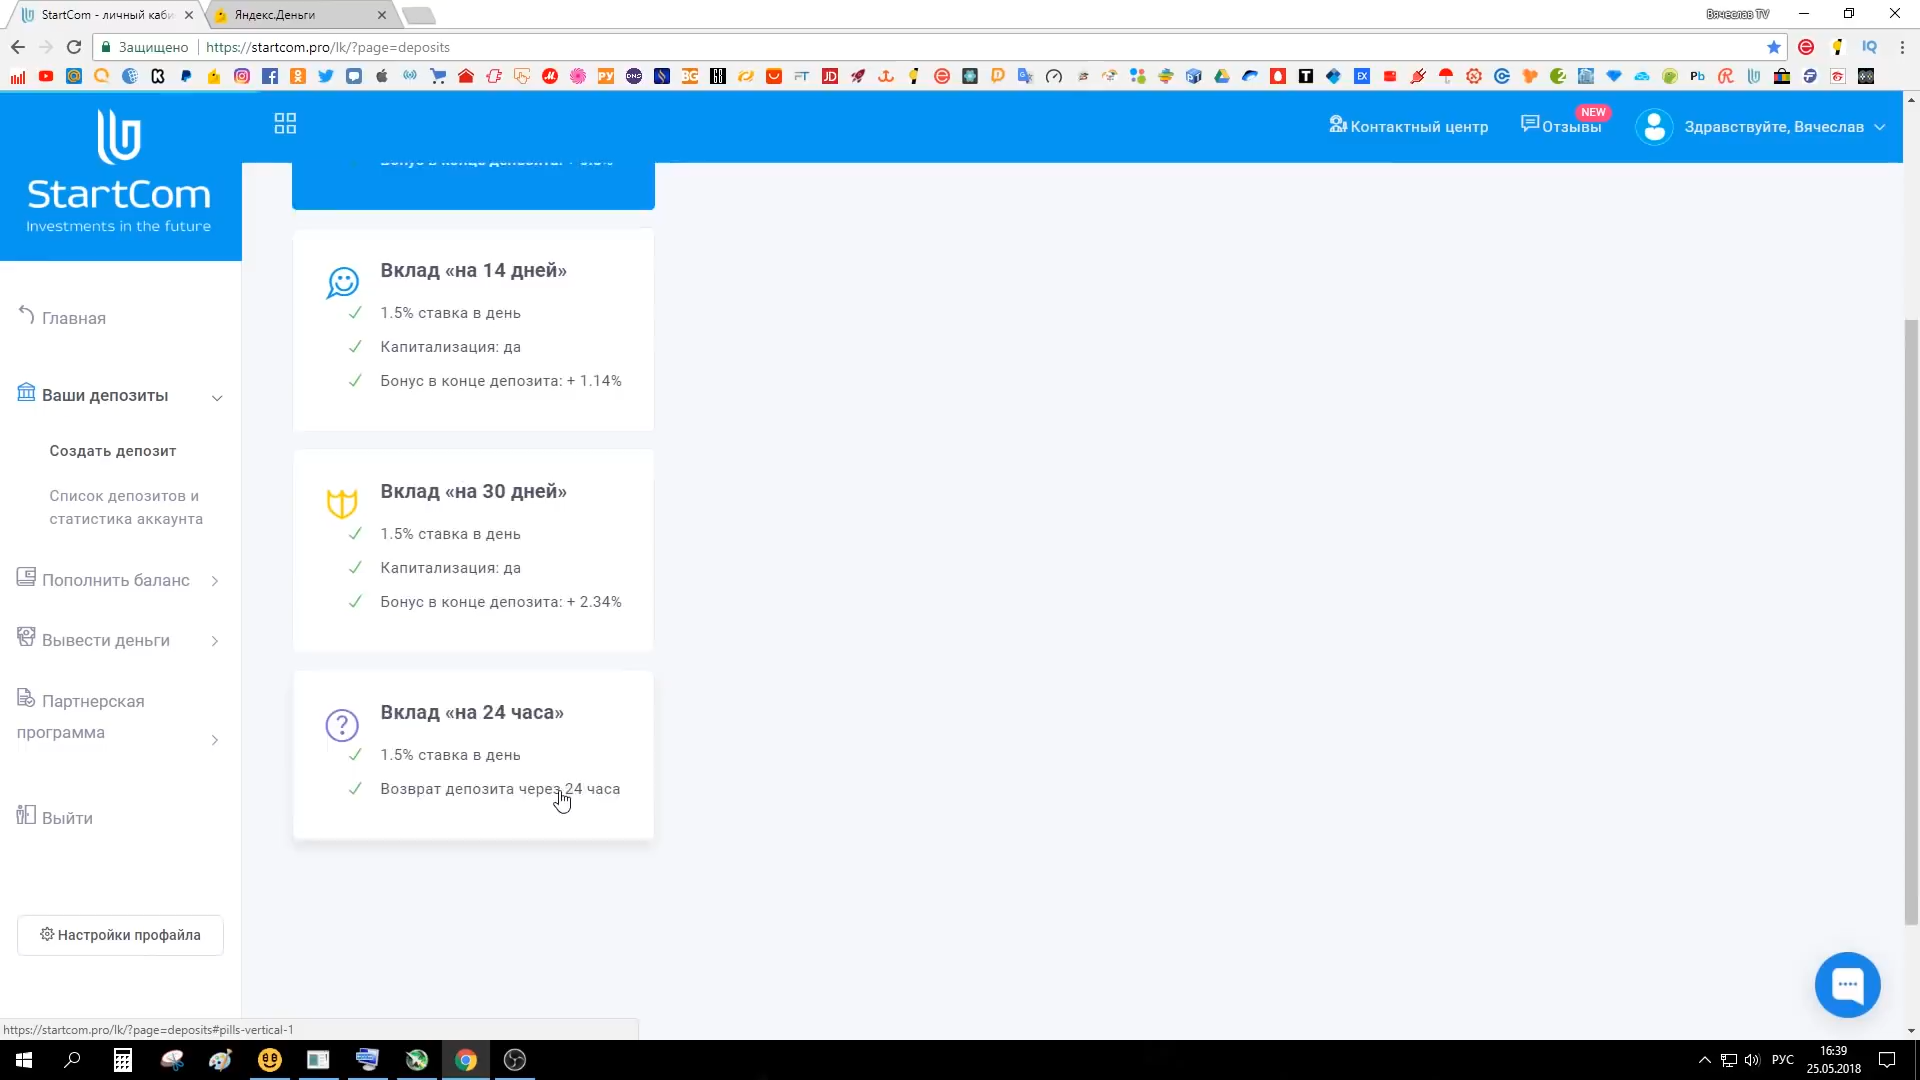 StartCom - личный каби
Яндекс.Деньги
Вячеслав TV
Защищено
https://startcom.pro/lk/?page=deposits
StartCom
Investments in the future
Контактный центр
Отзывы
NEW
Здравствуйте, Вячеслав
Главная
Ваши депозиты
Создать депозит
Список депозитов и
статистика аккаунта
Пополнить баланс
Вывести деньги
Партнерская
программа
Выйти
Настройки профайла
Бонус в конце депозита:
Вклад «на 14 дней»
1.5% ставка в день
Капитализация: да
Бонус в конце депозита: + 1.14%
Вклад «на 30 дней»
1.5% ставка в день
Капитализация: да
Бонус в конце депозита: + 2.34%
Вклад «на 24 часа»
1.5% ставка в день
Возврат депозита через 24 часа
https://startcom.pro/lk/?page=deposits#pills-vertical-1
РУС
16:39
25.05.2018